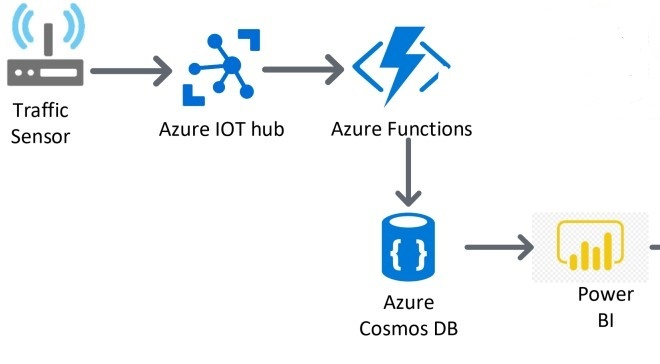 Traffic
Sensor
Azure IOT hub
Azure Functions
{ }
Azure
Cosmos DB
Power
BI